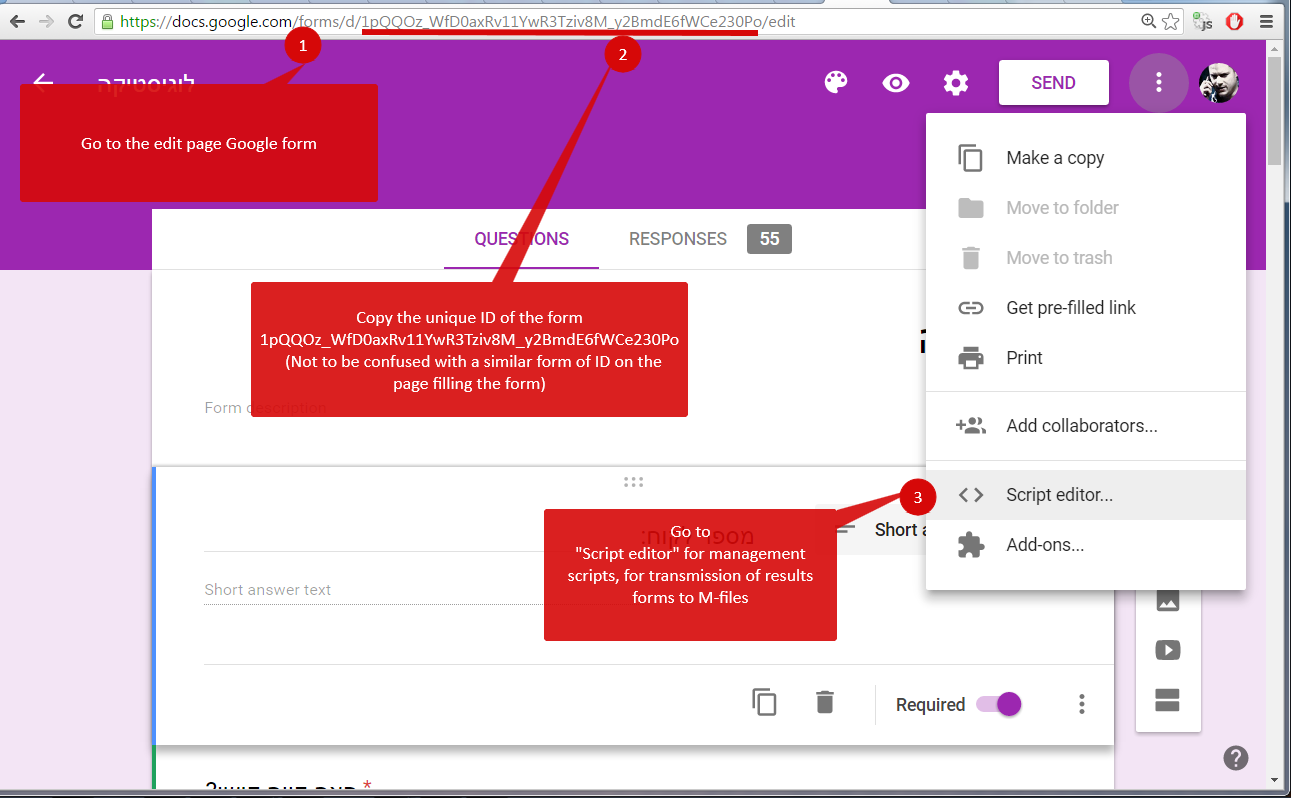 https://docs.google.com/forms/d/1pQQOz_WfD0axRv11YwR3Tziv8M_y2BmdE6fWCe230Po/edit
js
1
2
לוגיסטיקה
SEND
Go to the edit page Google form
Make a copy
Move to folder
Move to trash
Get pre-filled link
Print
Add collaborators...
Script editor...
Add-ons...
QUESTIONS
RESPONSES
55
Copy the unique ID of the form
1pQQOz_WfD0axRv11YwR3Tziv8M_y2BmdE6fWCe230Po
(Not to be confused with a similar form of ID on the
page filling the form)
ה
Form description
3
Go to
"Script editor" for management
scripts, for transmission of results
forms to M-files
מספר לקוח:
Short a
Short answer text
Required
*